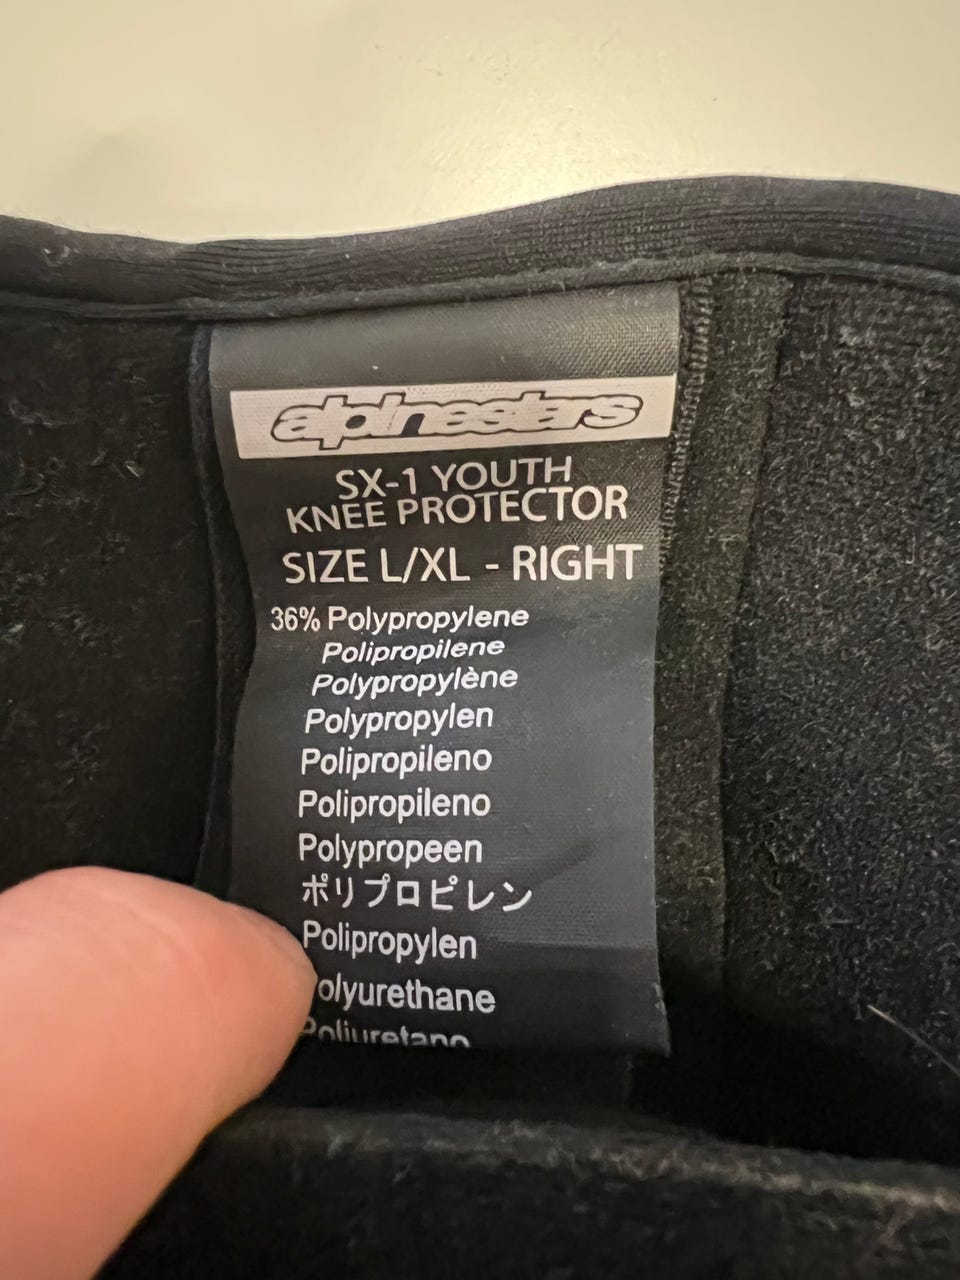 alpinestars
SX-1 YOUTH
KNEE PROTECTOR
SIZE L/XL - RIGHT
36% Polypropylene
Polipropilene
Polypropylène
Polypropylen
Polipropileno
Polipropileno
Polypropeen
ポリプロピレン
Polipropylen
olyurethane
Poliuretano